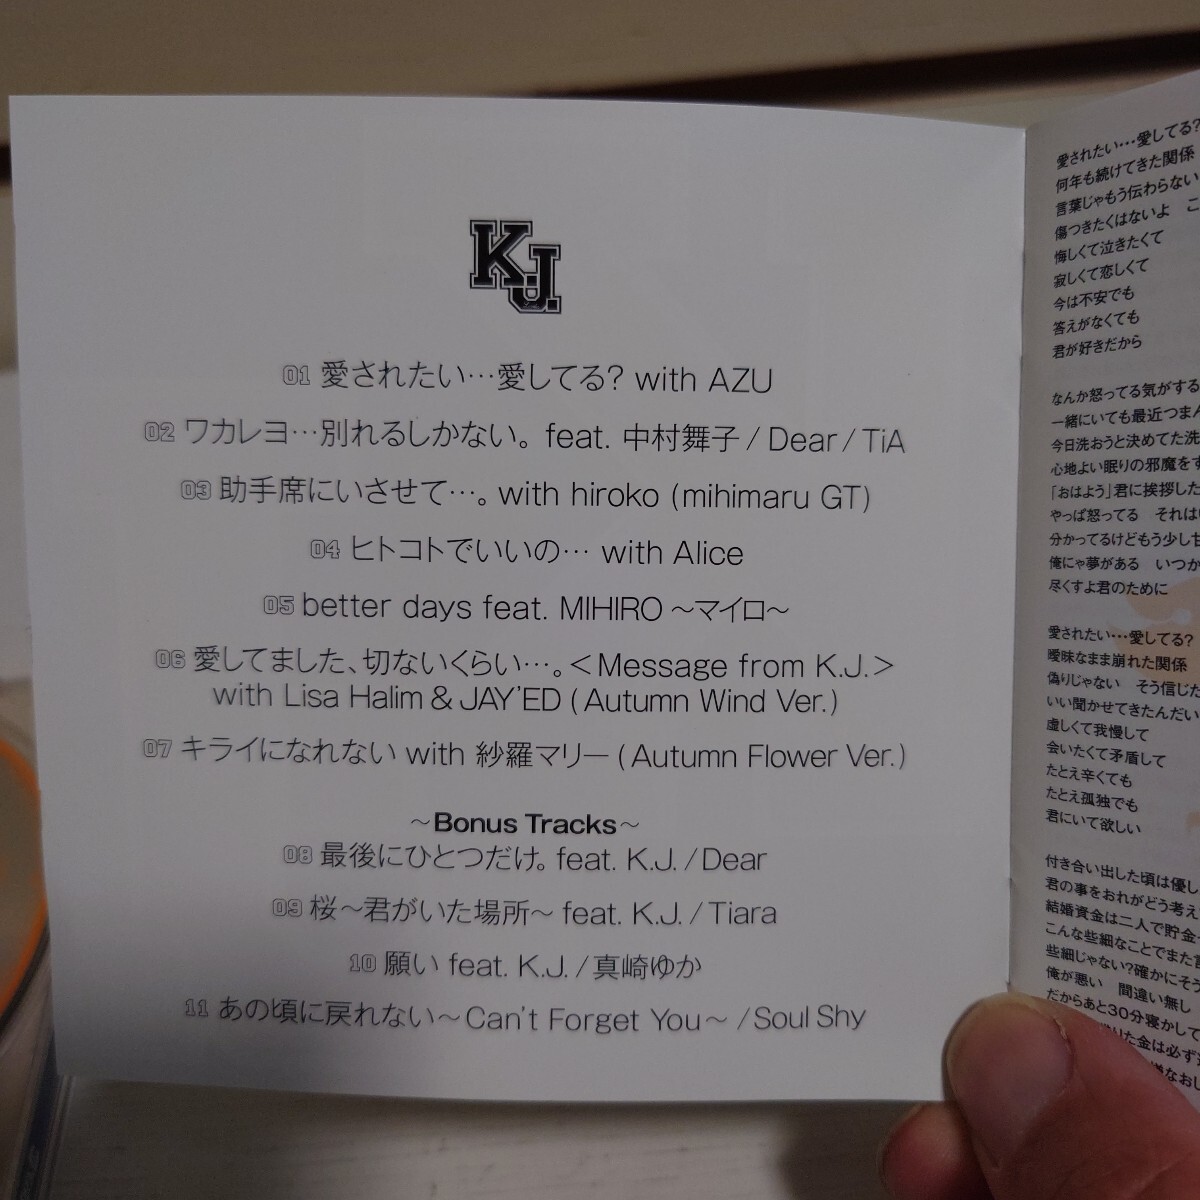 K.J.
01 愛されたい…愛してる? with AZU
02 ワカレヨ…別れるしかない。 feat. 中村舞子 / Dear / TiA
03 助手席にいさせて…。with hiroko (mihimaru GT)
04 ヒトコトでいいの… with Alice
05 better days feat. MIHIRO ～マイロ～
06 愛してました、切ないくらい…。＜Message from K.J.＞
with Lisa Halim & JAY'ED (Autumn Wind Ver.)
07 キライになれない with 紗羅マリー (Autumn Flower Ver.)
～Bonus Tracks～
08 最後にひとつだけ。feat. K.J. / Dear
09 桜～君がいた場所～ feat. K.J. / Tiara
10 願い feat. K.J. / 真崎ゆか
11 あの頃に戻れない～Can't Forget You～ / Soul Shy
愛されたい…愛してる?
何年も続けてきた関係
言葉じゃもう伝わらない
傷つきたくはないよ こ
悔しくて泣きたくて
寂しくて恋しくて
今は不安でも
答えがなくても
君が好きだから
なんか怒ってる気がする
一緒にいても最近つまん
今日洗おうと決めてた洗
心地よい眠りの邪魔をす
「おはよう」君に挨拶した
やっぱ怒ってる それは
分かってるけどもう少し甘
俺にゃ夢がある いつか
尽くすよ君のために
愛されたい…愛してる?
曖昧なまま崩れた関係
偽りじゃない そう信じた
いい聞かせてきたんだい
虚しくて我慢して
会いたくて矛盾して
たとえ辛くても
たとえ孤独でも
君にいて欲しい
付き合い出した頃は優し
君の事をおれがどう考え
結婚資金は二人で貯金
こんな些細なことでまた言
些細じゃない?確かにそう
俺が悪い 間違い無し
だからあと30分寝かして
りた金は必ず
なおし